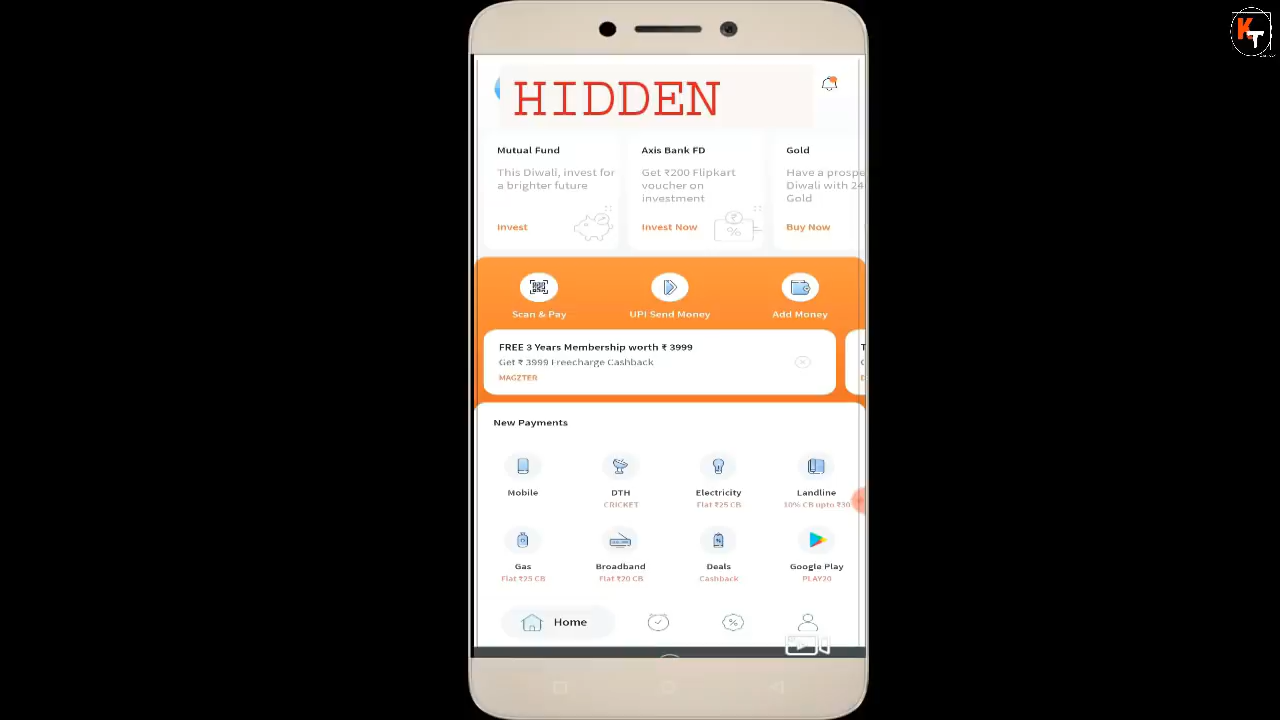 KT
HIDDEN
Mutual Fund
This Diwali, invest for
a brighter future
Invest
Axis Bank FD
Get ₹200 Flipkart
voucher on
investment
Invest Now
Gold
Have a prospe
Diwali with 24
Gold
Buy Now
Scan & Pay
UPI Send Money
Add Money
FREE 3 Years Membership worth ₹ 3999
Get ₹ 3999 Freecharge Cashback
MAGZTER
New Payments
Mobile
DTH
CRICKET
Electricity
Flat ₹25 CB
Landline
10% CB upto ₹30
Gas
Flat ₹25 CB
Broadband
Flat ₹20 CB
Deals
Cashback
Google Play
PLAY20
Home